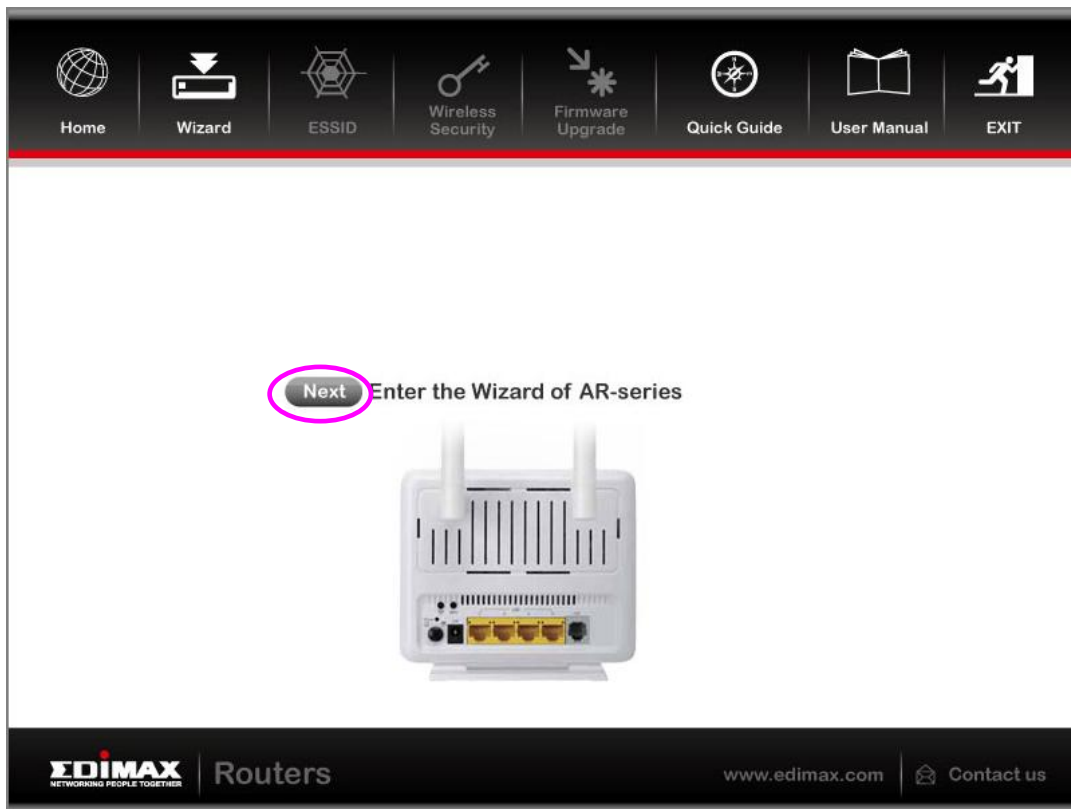 Home
Wizard
ESSID
Wireless
Security
Firmware
Upgrade
Quick Guide
User Manual
EXIT
Next Enter the Wizard of AR-series
EDIMAX
NETWORKING PEOPLE TOGETHER
Routers
www.edimax.com
Contact us